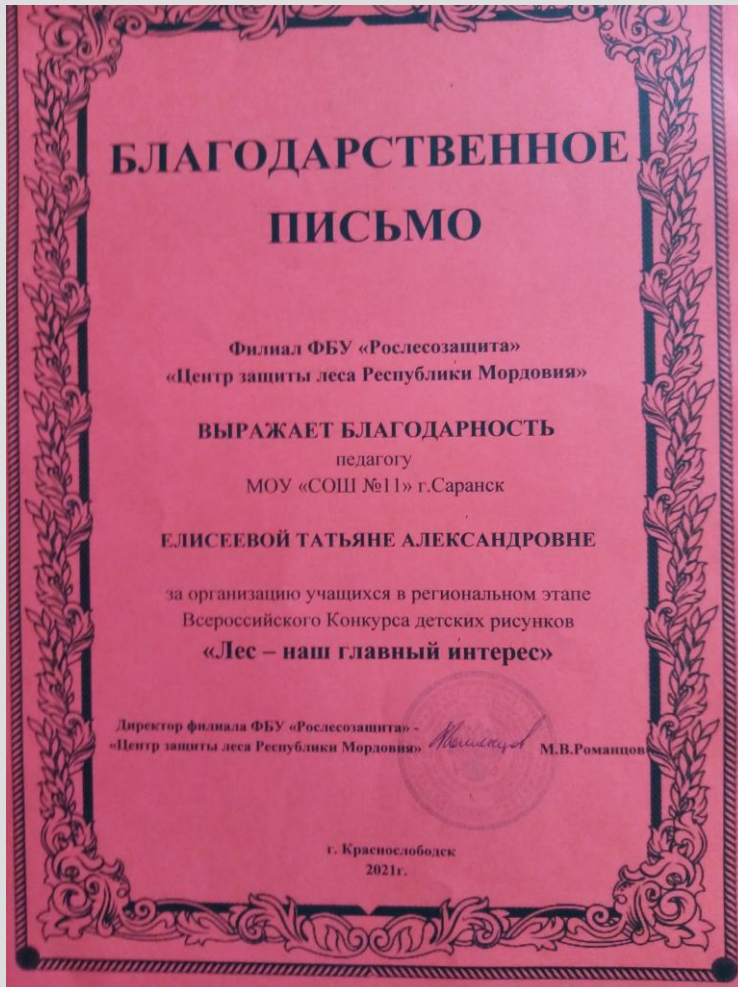 БЛАГОДАРСТВЕННОЕ
ПИСЬМО
Филиал ФБУ «Рослесозащита»
«Центр защиты леса Республики Мордовия»
ВЫРАЖАЕТ БЛАГОДАРНОСТЬ
педагогу
МОУ «СОШ №11» г.Саранск
ЕЛИСЕЕВОЙ ТАТЬЯНЕ АЛЕКСАНДРОВНЕ
за организацию учащихся в региональном этапе
Всероссийского Конкурса детских рисунков
«Лес – наш главный интерес»
Директор филиала ФБУ «Рослесозащита» -
«Центр защиты леса Республики Мордовия» М.В.Романцов
г. Краснослободск
2021г.